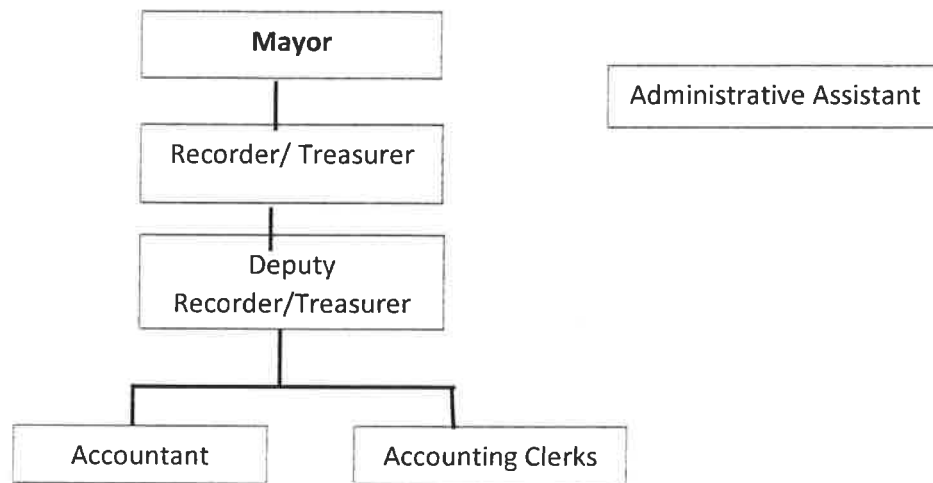 Mayor
Administrative Assistant
Recorder/ Treasurer
Deputy
Recorder/Treasurer
Accountant
Accounting Clerks